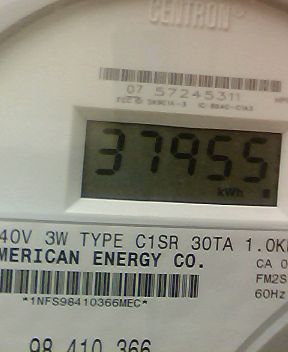 CENTRON
07 57245311
37955
kWh
40V 3W TYPE C1SR 30TA 1.0K
MERICAN ENERGY CO.
CA 0
FM2S
*1NFS98410366MEC*
60Hz
98 410 366